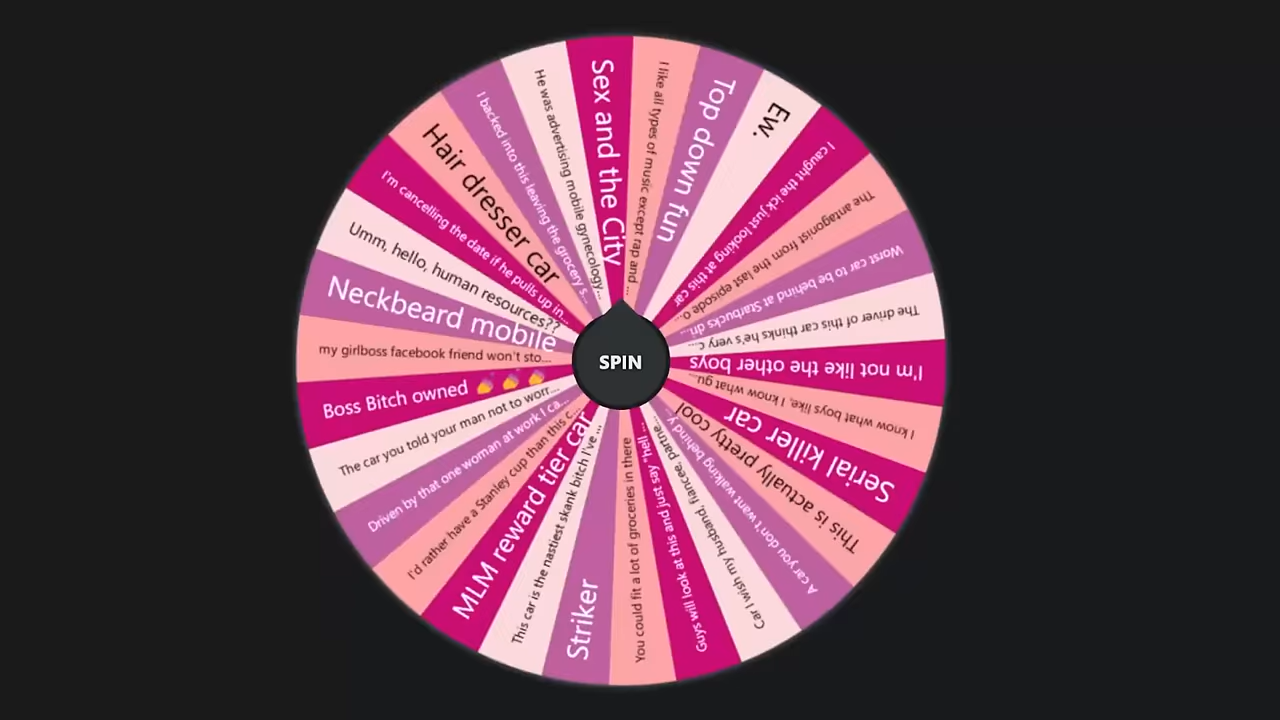 Sex and the City
I like all types of music except rap and ...
Top down fun
Ew.
I caught the ick just looking at this car
The antagonist from the last episode o...
Worst car to be behind at Starbucks dri...
The driver of this car thinks he's very c...
I'm not like the other boys
I know what boys like, I know what gu...
Serial killer car
This is actually pretty cool
A car you don't want walking behind y...
Car I wish my husband, fiancee, partne...
Guys will look at this and just say "hell ...
You could fit a lot of groceries in there
Striker
This car is the nastiest skank bitch I've ...
MLM reward tier car
I'd rather have a Stanley cup than this c...
Driven by that one woman at work I ca...
The car you told your man not to worr...
Boss Bitch owned 💅💅💅
my girlboss facebook friend won't sto...
Neckbeard mobile
Umm, hello, human resources??
I'm cancelling the date if he pulls up in...
Hair dresser car
I backed into this leaving the grocery s...
He was advertising mobile gynecology...
SPIN